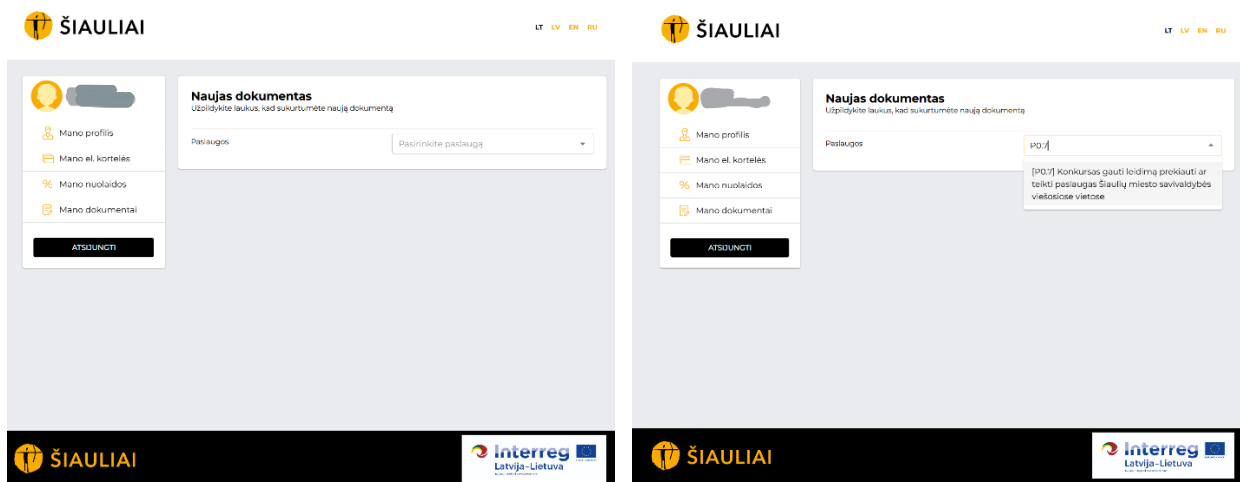 ŠIAULIAI
LT LV EN RU
Naujas dokumentas
Užpildykite laukus, kad sukurtumėte naują dokumentą
Mano profilis
Paslaugos
Pasirinkite paslaugą
Mano el. kortelės
Mano nuolaidos
Mano dokumentai
ATSIJUNGTI
ŠIAULIAI
Interreg
Latvija-Lietuva
ŠIAULIAI
LT LV EN RU
Naujas dokumentas
Užpildykite laukus, kad sukurtumėte naują dokumentą
Mano profilis
Paslaugos
P0.7
Mano el. kortelės
[P0.7] Konkursas gauti leidimą prekiauti ar
teikti paslaugas Šiaulių miesto savivaldybės
viešosiose vietose
Mano nuolaidos
Mano dokumentai
ATSIJUNGTI
ŠIAULIAI
Interreg
Latvija-Lietuva